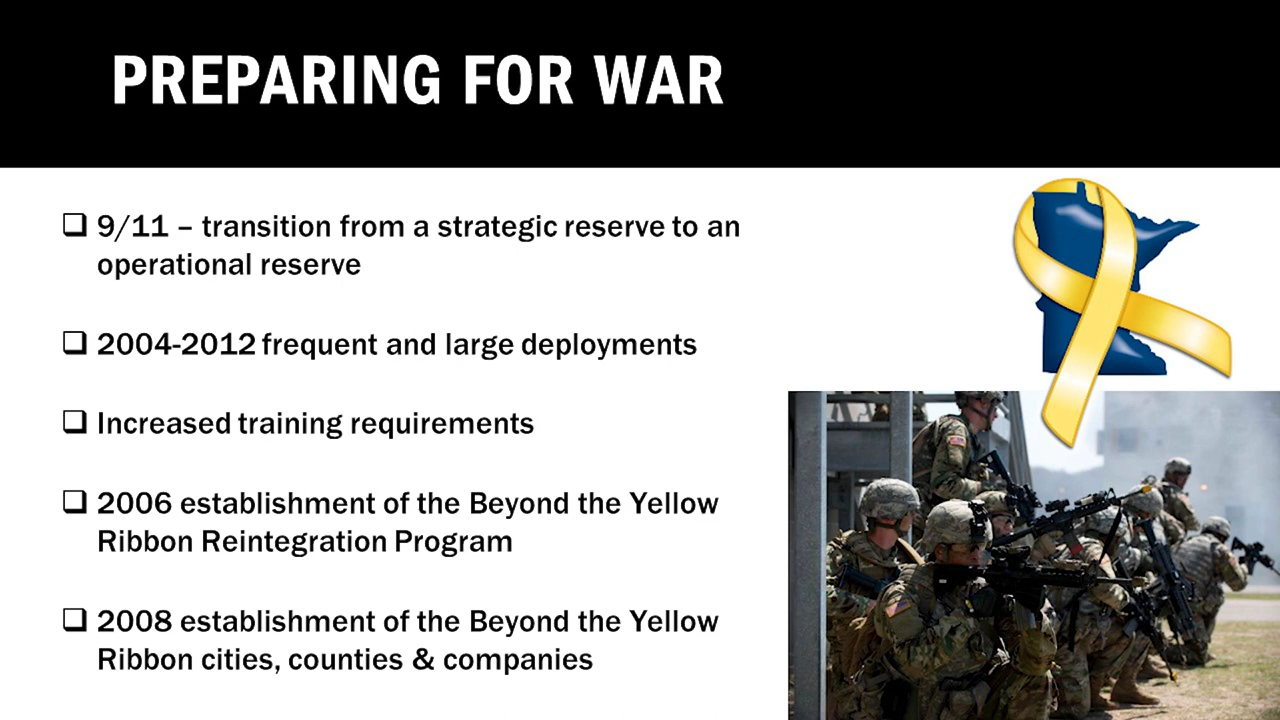 PREPARING FOR WAR
9/11 – transition from a strategic reserve to an
operational reserve
2004-2012 frequent and large deployments
Increased training requirements
2006 establishment of the Beyond the Yellow
Ribbon Reintegration Program
2008 establishment of the Beyond the Yellow
Ribbon cities, counties & companies